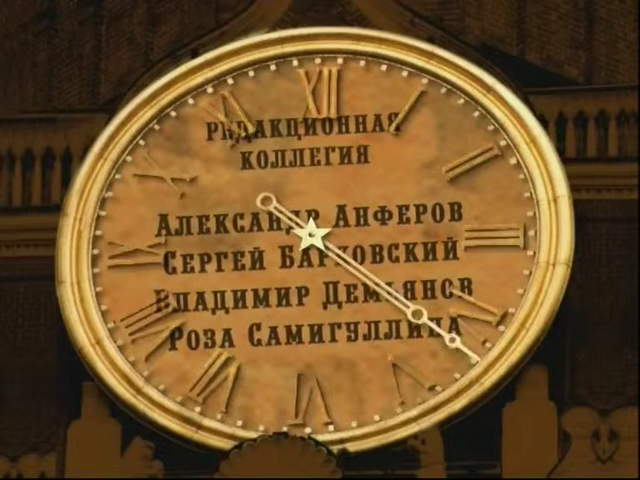 РЕДАКЦИОННАЯ
КОЛЛЕГИЯ
АЛЕКСАНДР АНФЕРОВ
СЕРГЕЙ БАРКОВСКИЙ
ВЛАДИМИР ДЕМЬЯНОВ
РОЗА САМИГУЛЛИНА